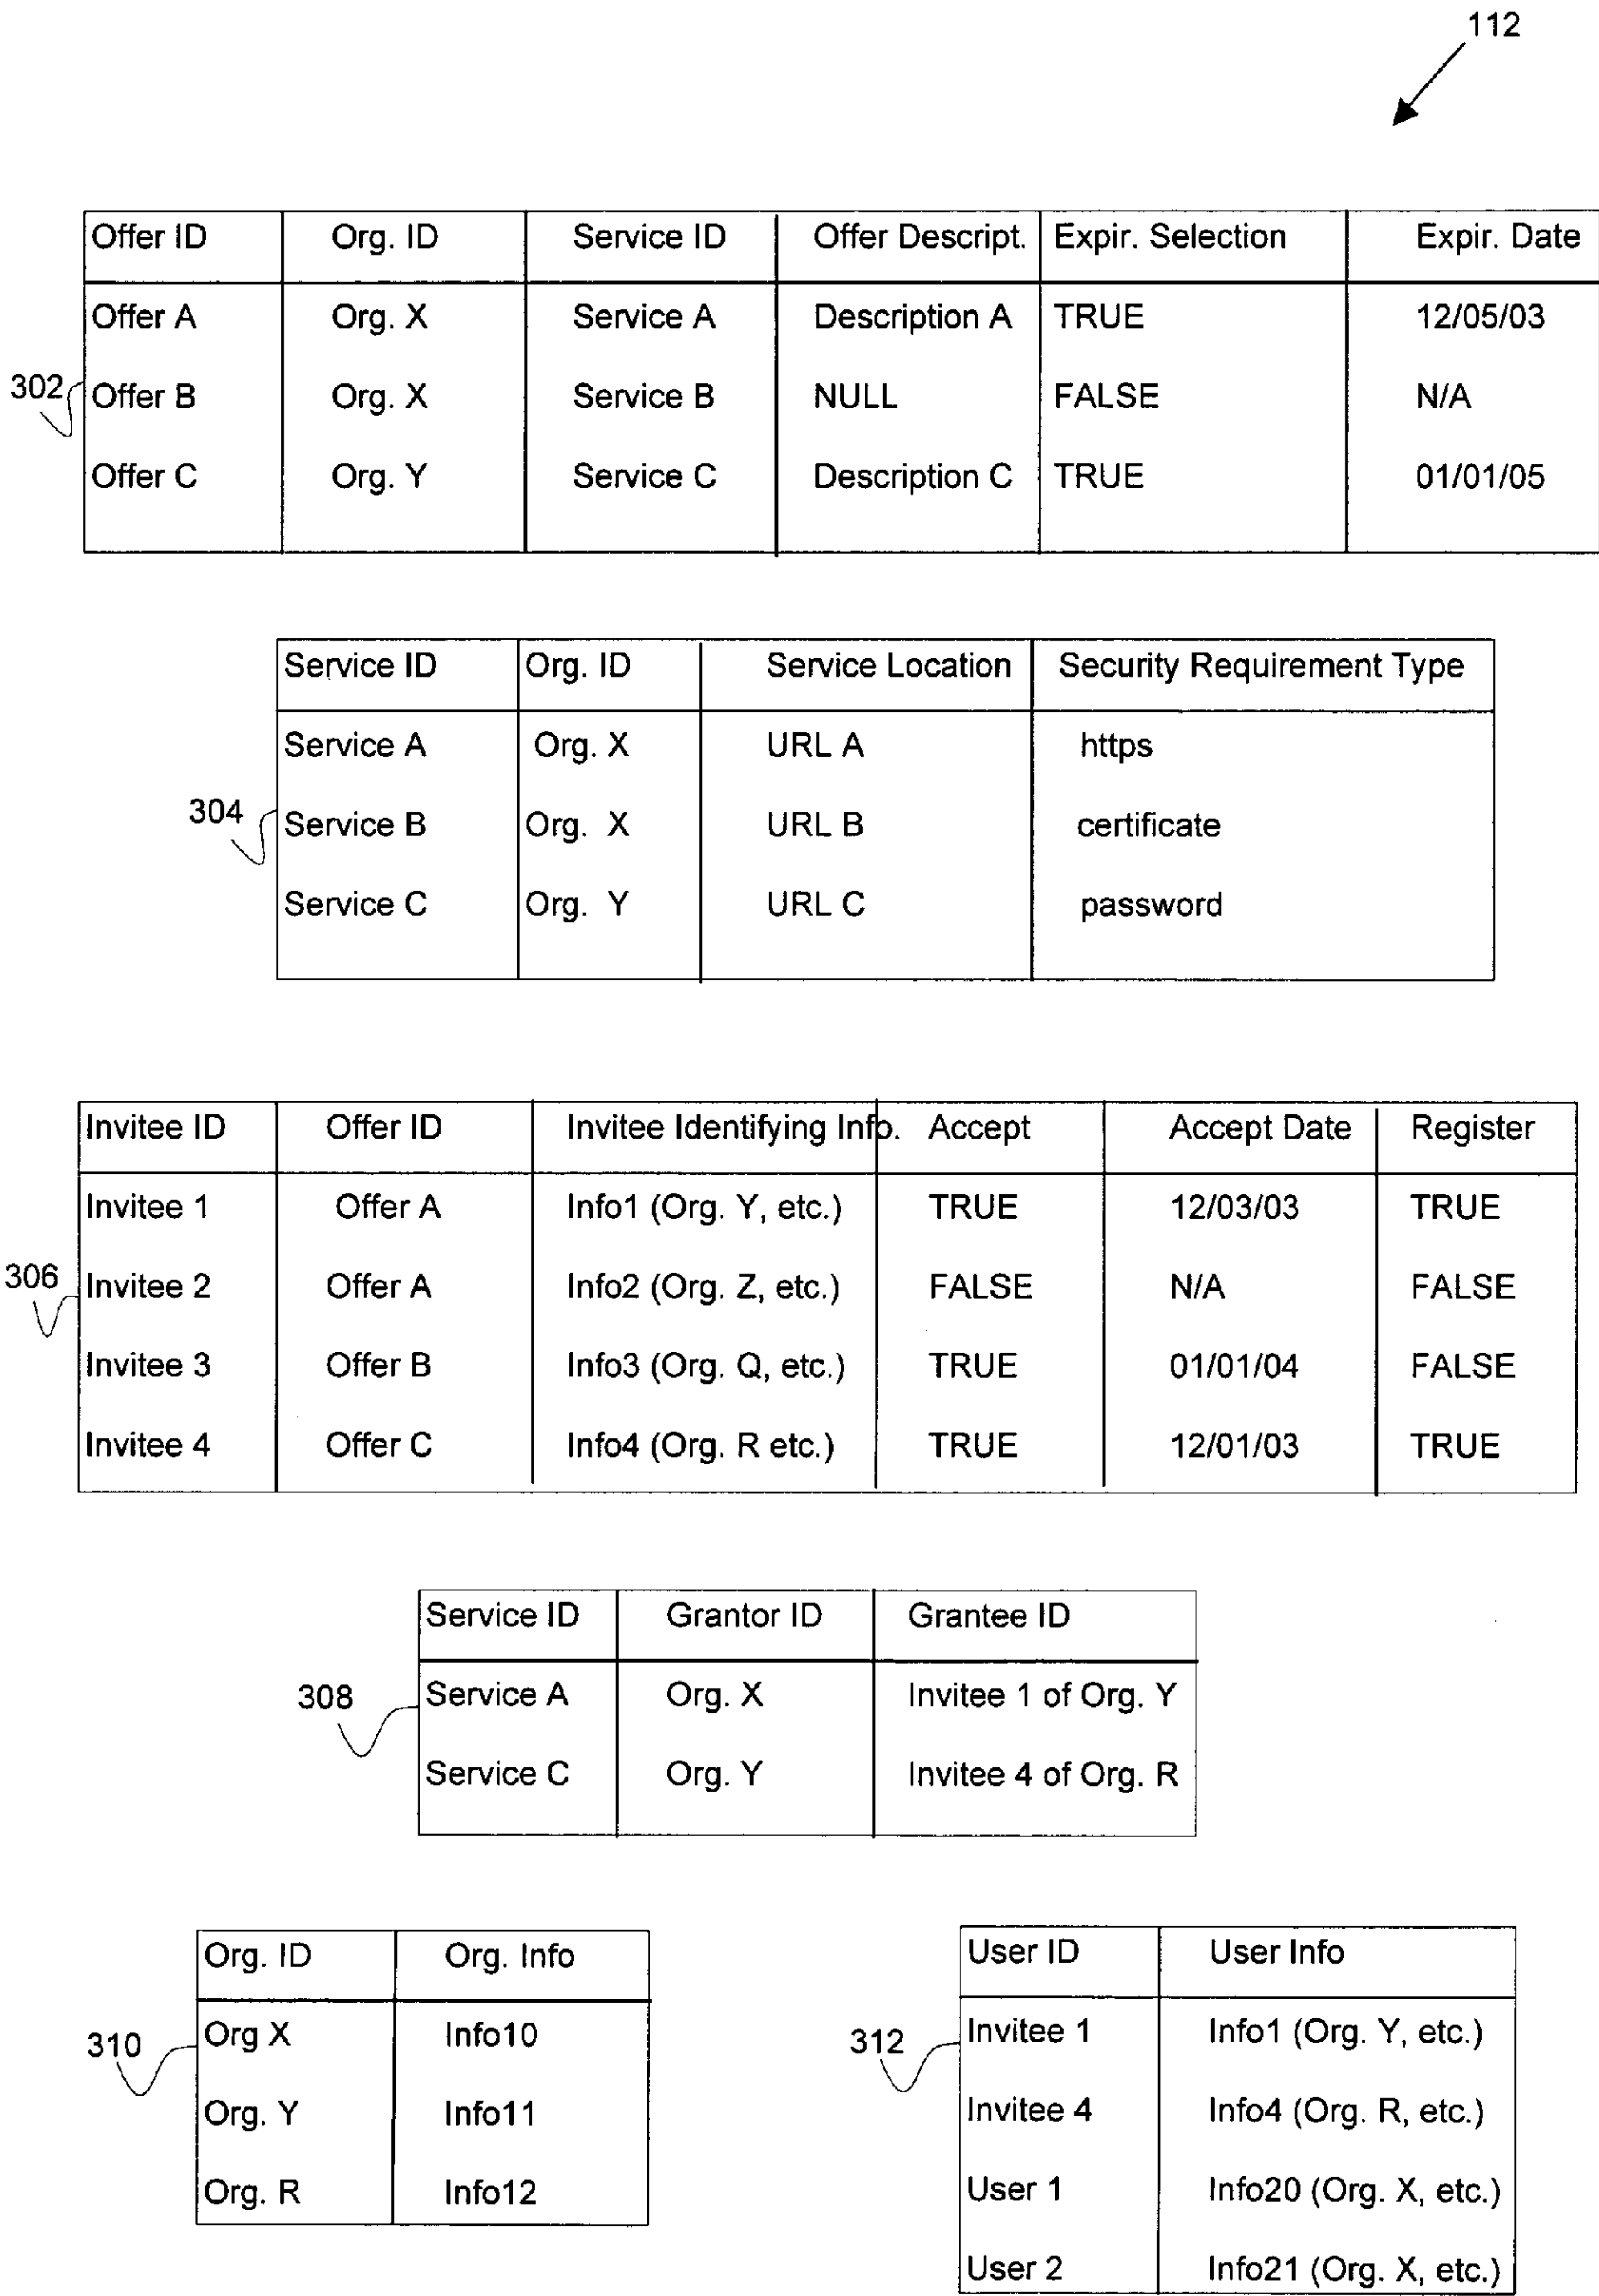 112
Offer ID Org. ID Service ID Offer Descript. Expir. Selection Expir. Date
Offer A Org. X Service A Description A TRUE 12/05/03
302 Offer B Org. X Service B NULL FALSE N/A
Offer C Org. Y Service C Description C TRUE 01/01/05
Service ID Org. ID Service Location Security Requirement Type
Service A Org. X URL A https
304 Service B Org. X URL B certificate
Service C Org. Y URL C password
Invitee ID Offer ID Invitee Identifying Info. Accept Accept Date Register
Invitee 1 Offer A Info1 (Org. Y, etc.) TRUE 12/03/03 TRUE
306 Invitee 2 Offer A Info2 (Org. Z, etc.) FALSE N/A FALSE
Invitee 3 Offer B Info3 (Org. Q, etc.) TRUE 01/01/04 FALSE
Invitee 4 Offer C Info4 (Org. R etc.) TRUE 12/01/03 TRUE
Service ID Grantor ID Grantee ID
308 Service A Org. X Invitee 1 of Org. Y
Service C Org. Y Invitee 4 of Org. R
Org. ID Org. Info
310 Org X Info10
Org. Y Info11
Org. R Info12
User ID User Info
312 Invitee 1 Info1 (Org. Y, etc.)
Invitee 4 Info4 (Org. R, etc.)
User 1 Info20 (Org. X, etc.)
User 2 Info21 (Org. X, etc.)